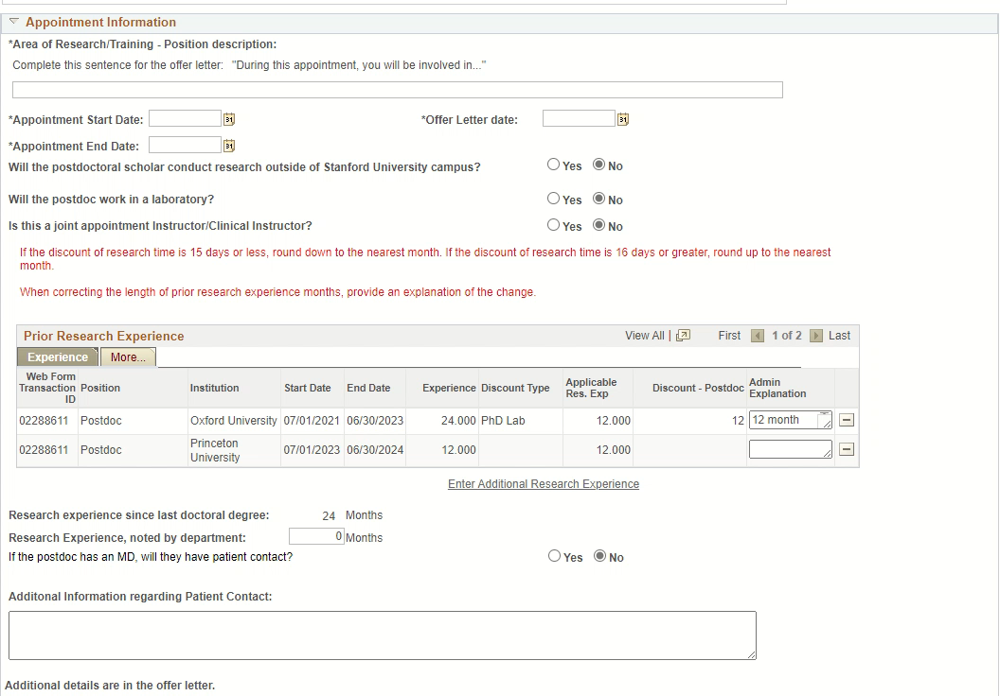 Appointment Information
*Area of Research/Training - Position description:
Complete this sentence for the offer letter: "During this appointment, you will be involved in..."
*Appointment Start Date: 31 *Offer Letter date: 31
*Appointment End Date: 31
Will the postdoctoral scholar conduct research outside of Stanford University campus? Yes No
Will the postdoc work in a laboratory? Yes No
Is this a joint appointment Instructor/Clinical Instructor? Yes No
If the discount of research time is 15 days or less, round down to the nearest month. If the discount of research time is 16 days or greater, round up to the nearest
month.
When correcting the length of prior research experience months, provide an explanation of the change.
Prior Research Experience View All | First 1 of 2 Last
Experience More...
Web Form Transaction ID Position Institution Start Date End Date Experience Discount Type Applicable Res. Exp Discount - Postdoc Admin Explanation
02288611 Postdoc Oxford University 07/01/2021 06/30/2023 24.000 PhD Lab 12.000 12 12 month
02288611 Postdoc Princeton University 07/01/2023 06/30/2024 12.000 12.000
Enter Additional Research Experience
Research experience since last doctoral degree: 24 Months
Research Experience, noted by department: 0 Months
If the postdoc has an MD, will they have patient contact? Yes No
Additonal Information regarding Patient Contact:
Additional details are in the offer letter.